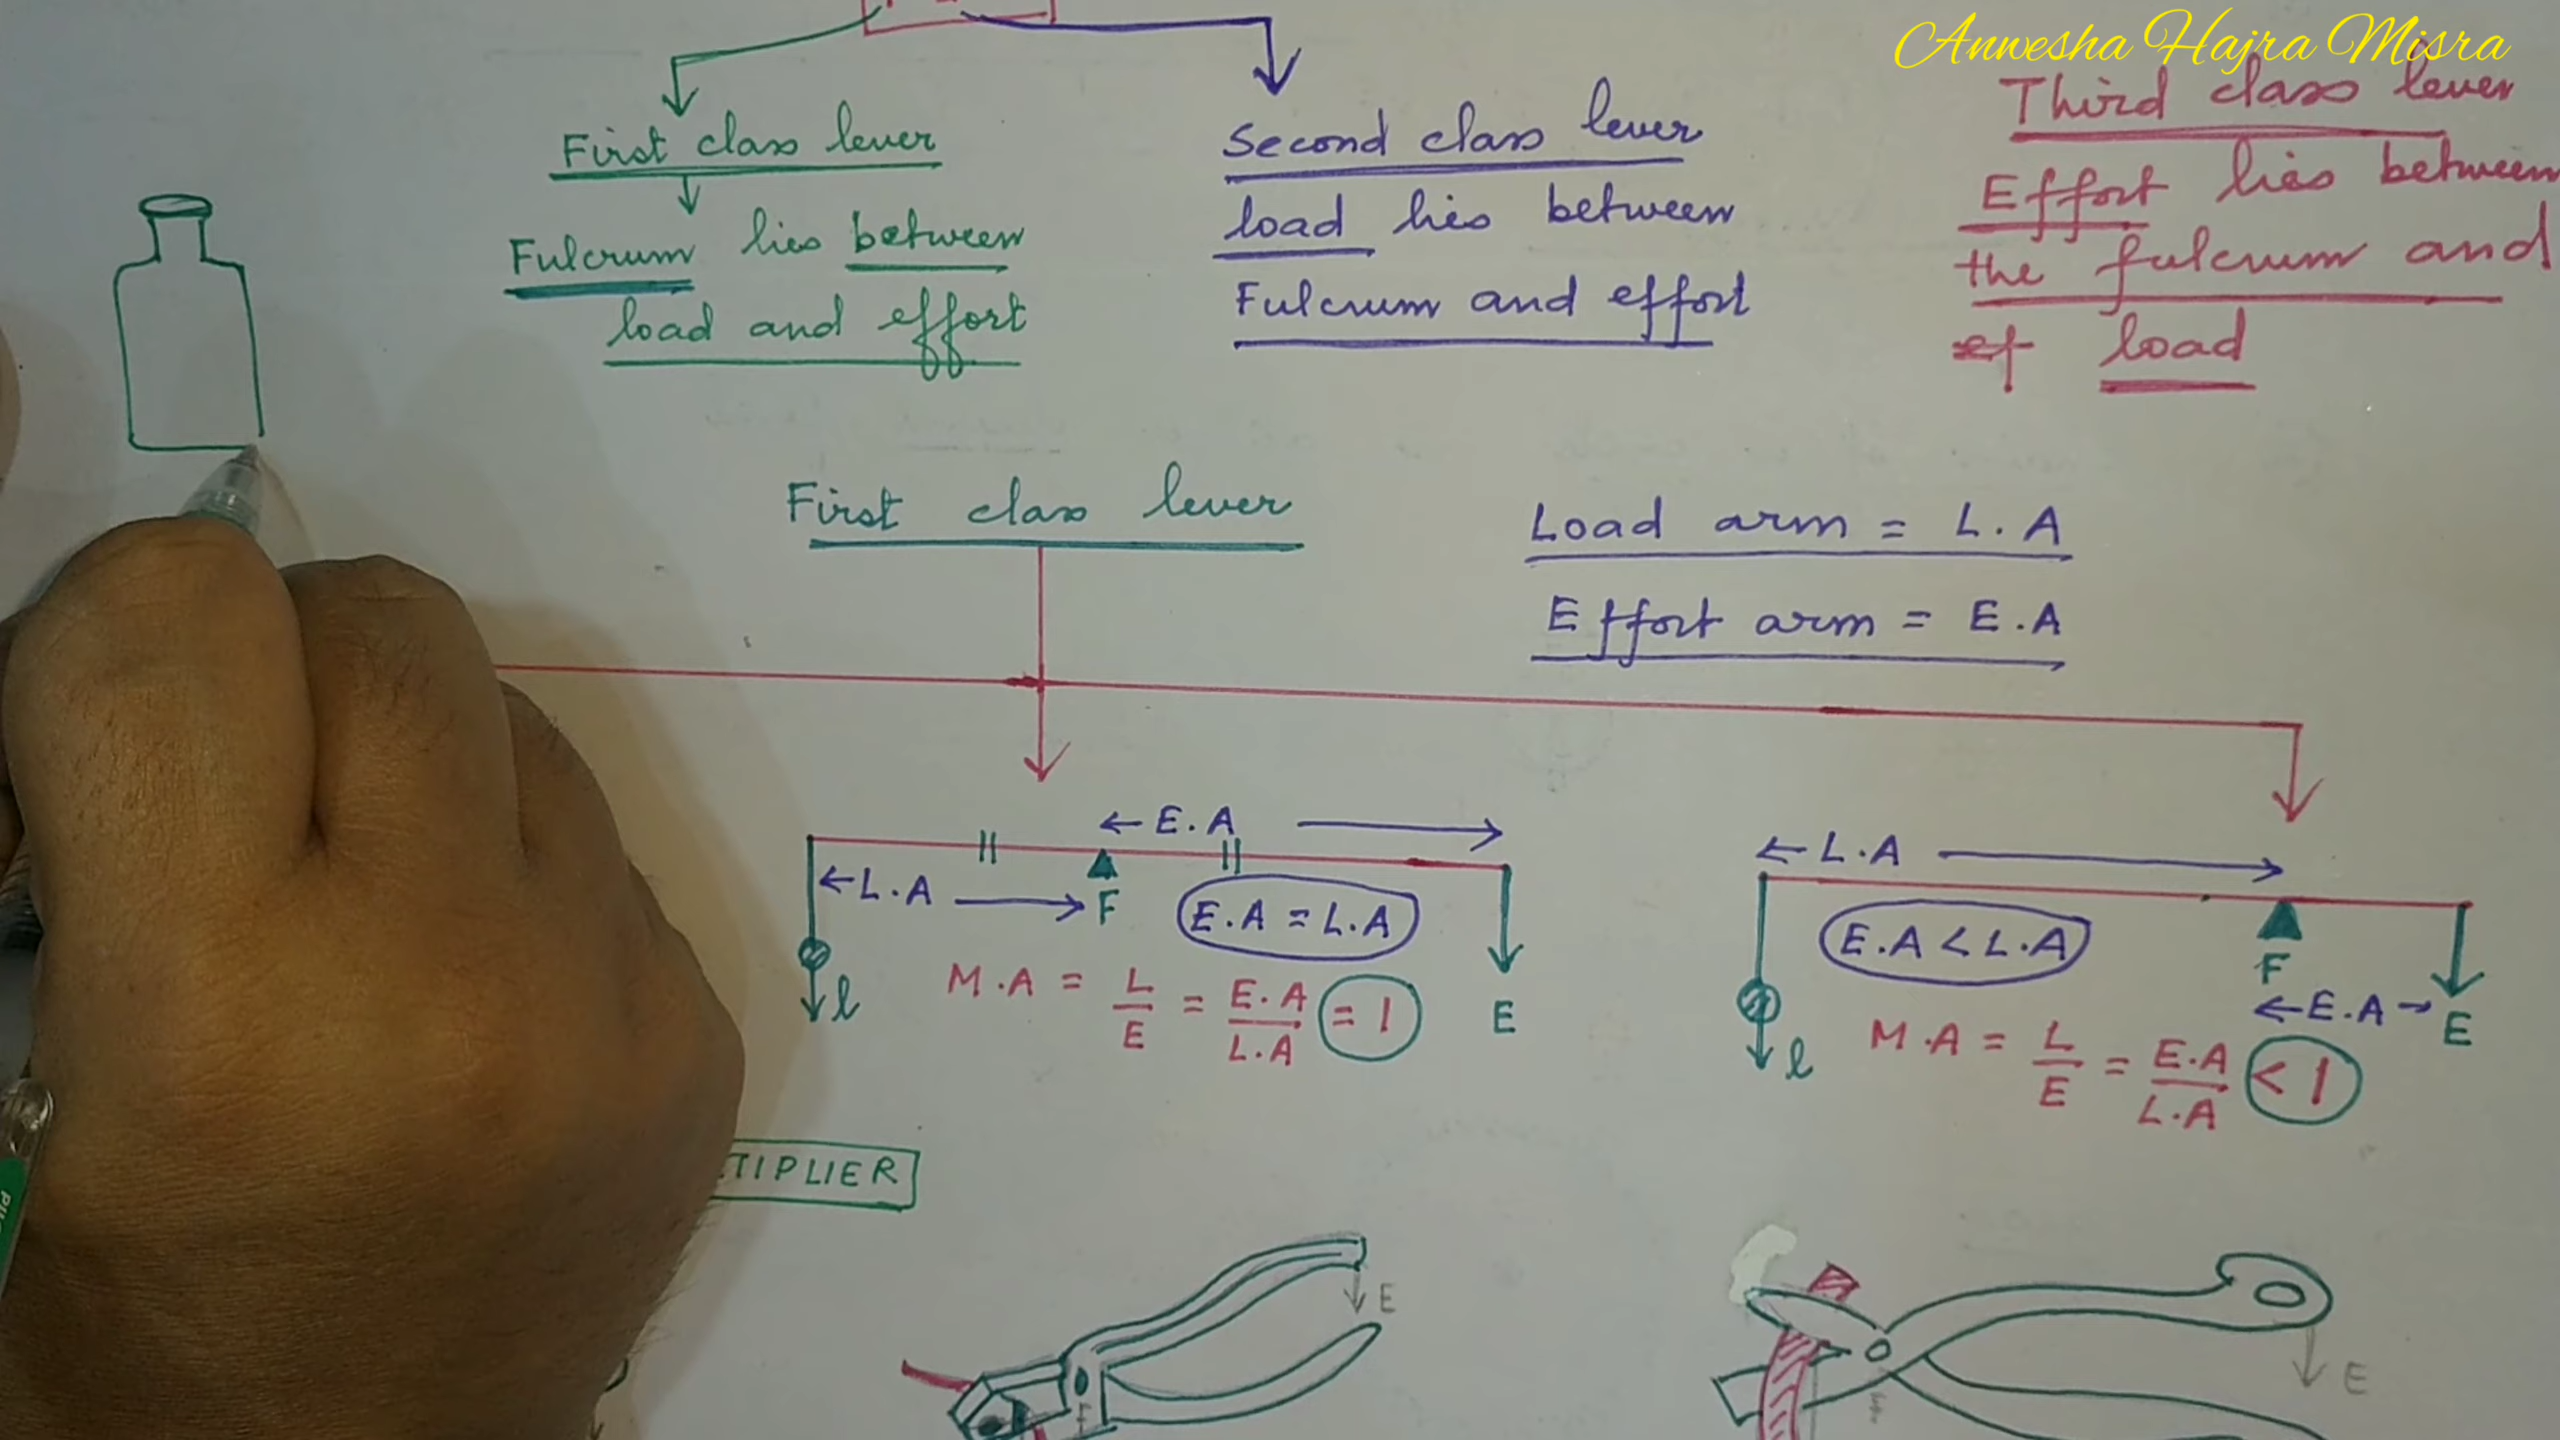 Anwesha Hajra Misra
First class lever
Fulcrum lies between
load and effort
Second class lever
load lies between
Fulcrum and effort
Third class lever
Effort lies between
the fulcrum and
load
First class lever
Load arm = L.A
Effort arm = E.A
← E.A →
← L.A →
F
E.A = L.A
l
E
M.A = L/E = E.A/L.A = 1
← L.A →
E.A < L.A
F
← E.A →
l
E
M.A = L/E = E.A/L.A < 1
TIPLIER
E
F
E